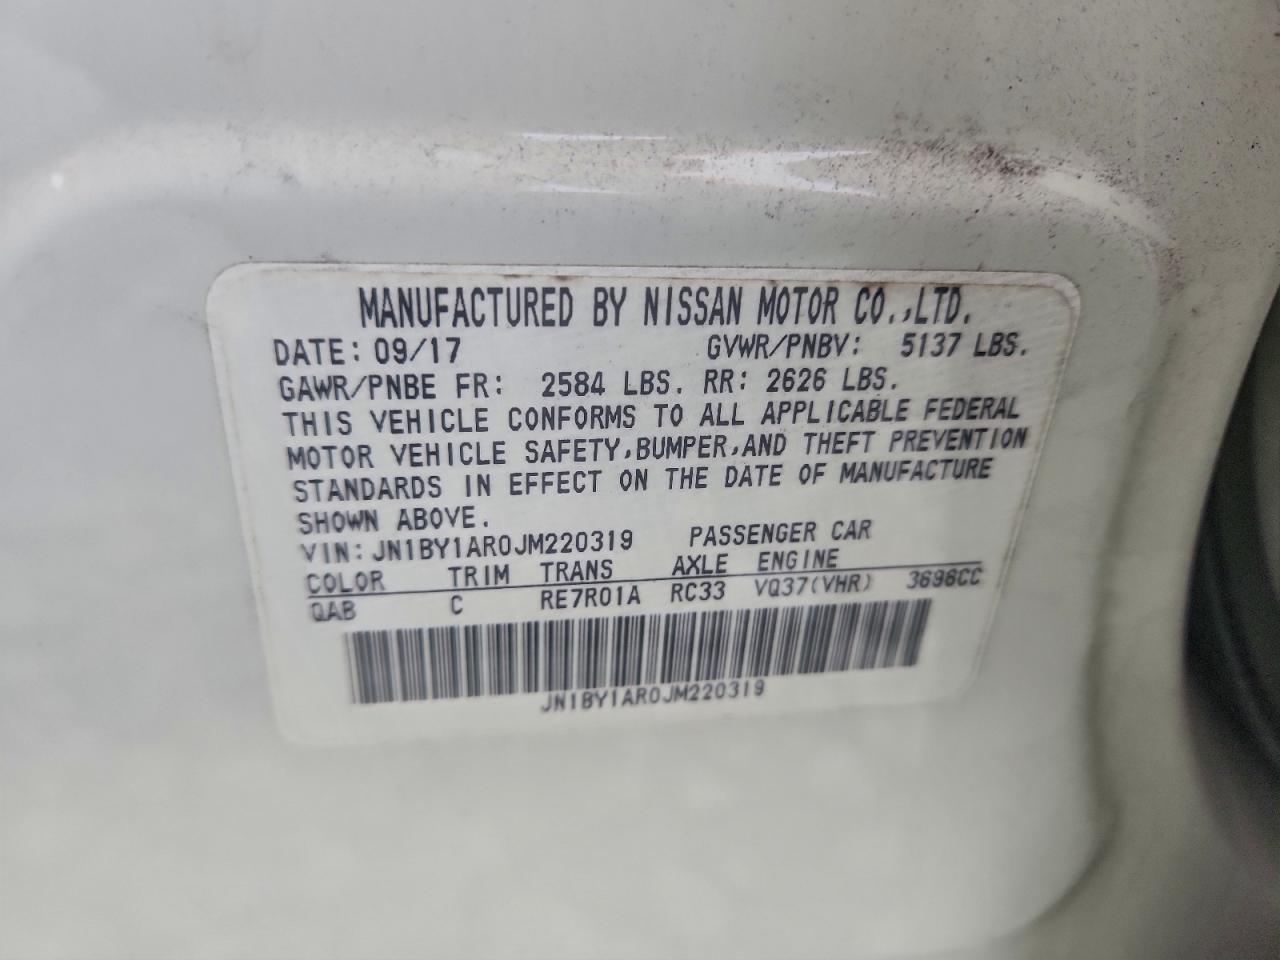 MANUFACTURED BY NISSAN MOTOR CO.,LTD.
DATE: 09/17 GVWR/PNBV: 5137 LBS.
GAWR/PNBE FR: 2584 LBS. RR: 2626 LBS.
THIS VEHICLE CONFORMS TO ALL APPLICABLE FEDERAL
MOTOR VEHICLE SAFETY,BUMPER,AND THEFT PREVENTION
STANDARDS IN EFFECT ON THE DATE OF MANUFACTURE
SHOWN ABOVE.
VIN: JN1BY1AR0JM220319 PASSENGER CAR
COLOR TRIM TRANS AXLE ENGINE
QAB C RE7R01A RC33 VQ37(VHR) 3696CC
JN1BY1AR0JM220319